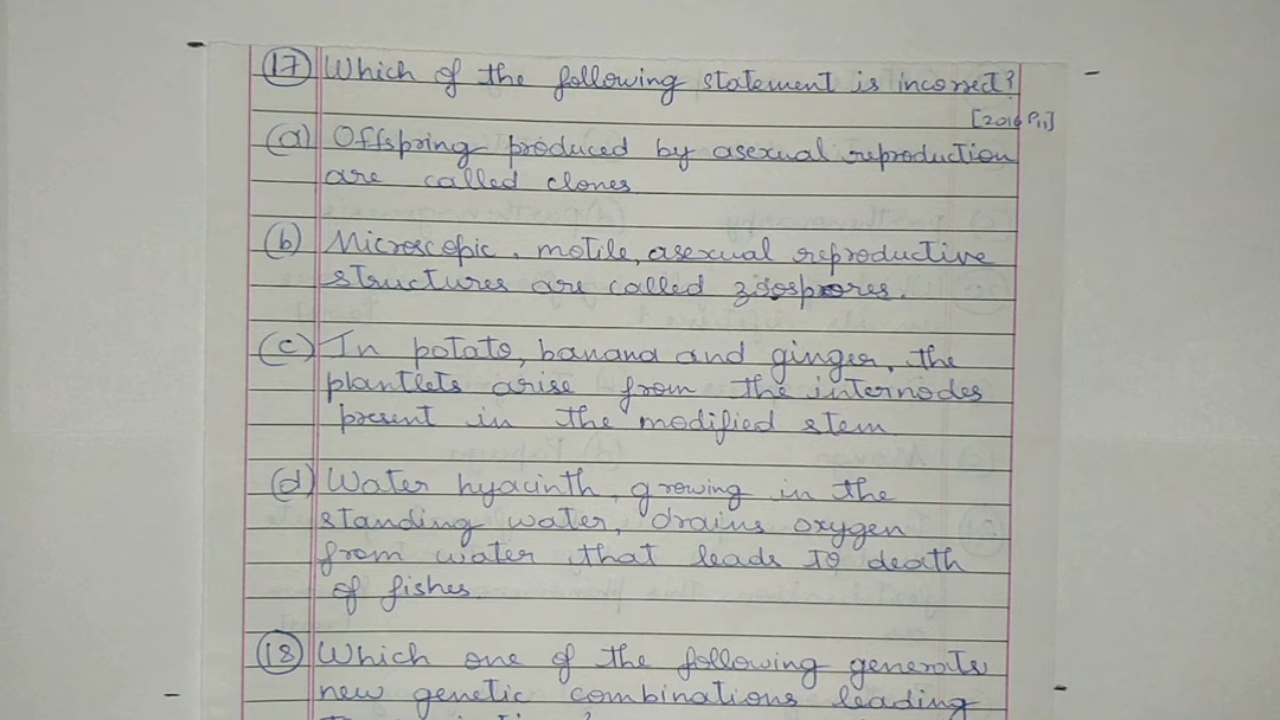 17 Which of the following statement is incorrect?
[2016 P11]
(a) Offspring produced by asexual reproduction
are called clones
(b) Microscopic, motile, asexual reproductive
structures are called zoospores.
(c) In potato, banana and ginger, the
plantlets arise from the internodes
present in the modified stem
(d) Water hyacinth, growing in the
standing water, drains oxygen
from water that leads to death
of fishes.
18 Which one of the following generate
new genetic combinations leading